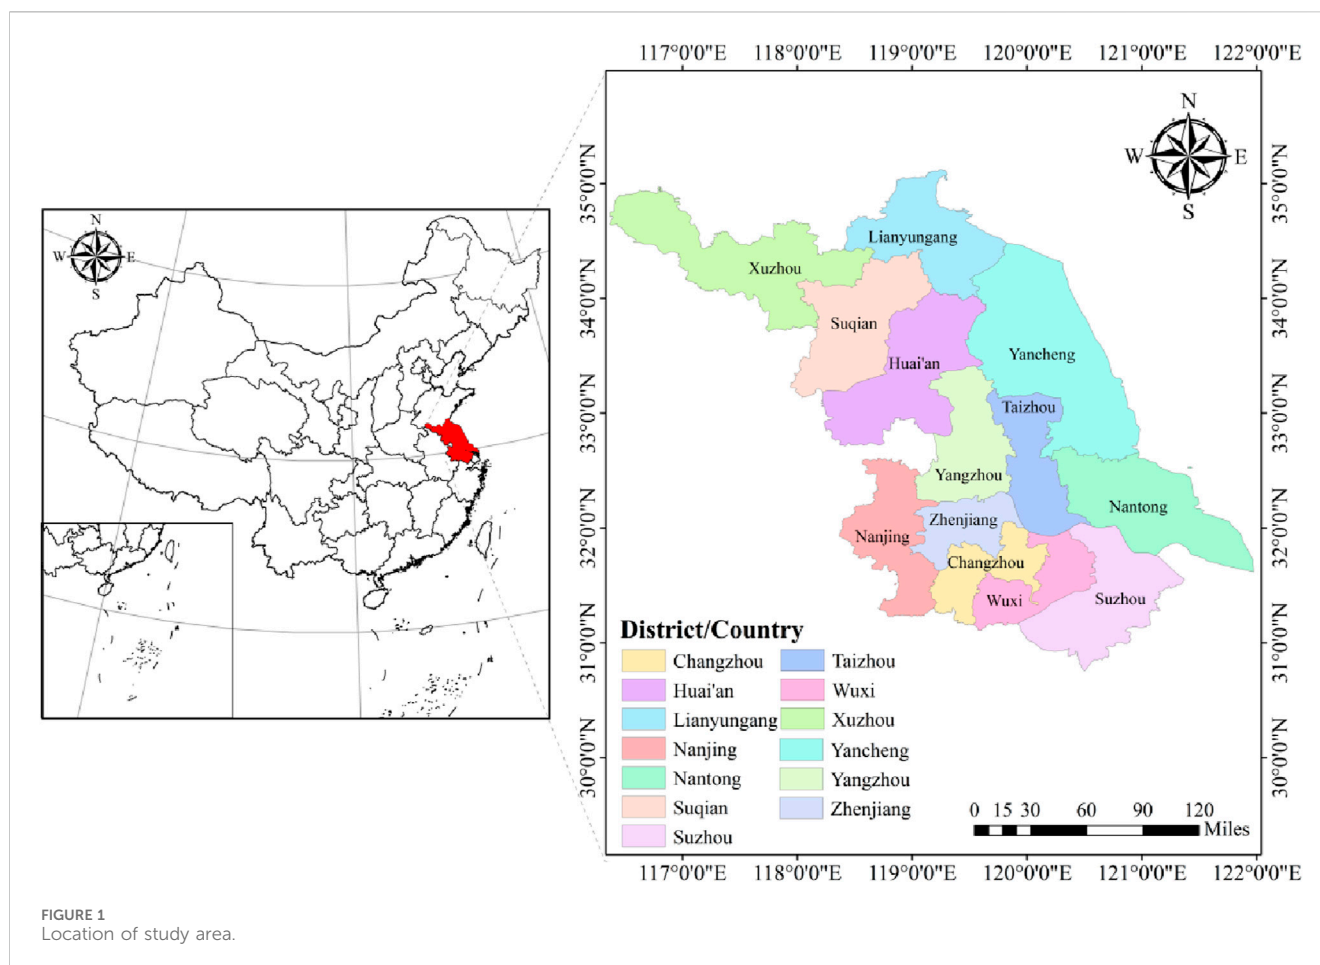 117°0'0"E 118°0'0"E 119°0'0"E 120°0'0"E 121°0'0"E 122°0'0"E
N
W E
S
N
W E
S
35°0'0"N
34°0'0"N
33°0'0"N
32°0'0"N
31°0'0"N
30°0'0"N
Lianyungang
Xuzhou
Suqian
Huai'an
Yancheng
Taizhou
Yangzhou
Nantong
Zhenjiang
Nanjing
Changzhou
Wuxi
Suzhou
35°0'0"N
34°0'0"N
33°0'0"N
32°0'0"N
31°0'0"N
30°0'0"N
District/Country
Changzhou
Huai'an
Lianyungang
Nanjing
Nantong
Suqian
Suzhou
Taizhou
Wuxi
Xuzhou
Yancheng
Yangzhou
Zhenjiang
0 15 30 60 90 120
Miles
117°0'0"E 118°0'0"E 119°0'0"E 120°0'0"E 121°0'0"E 122°0'0"E
FIGURE 1
Location of study area.